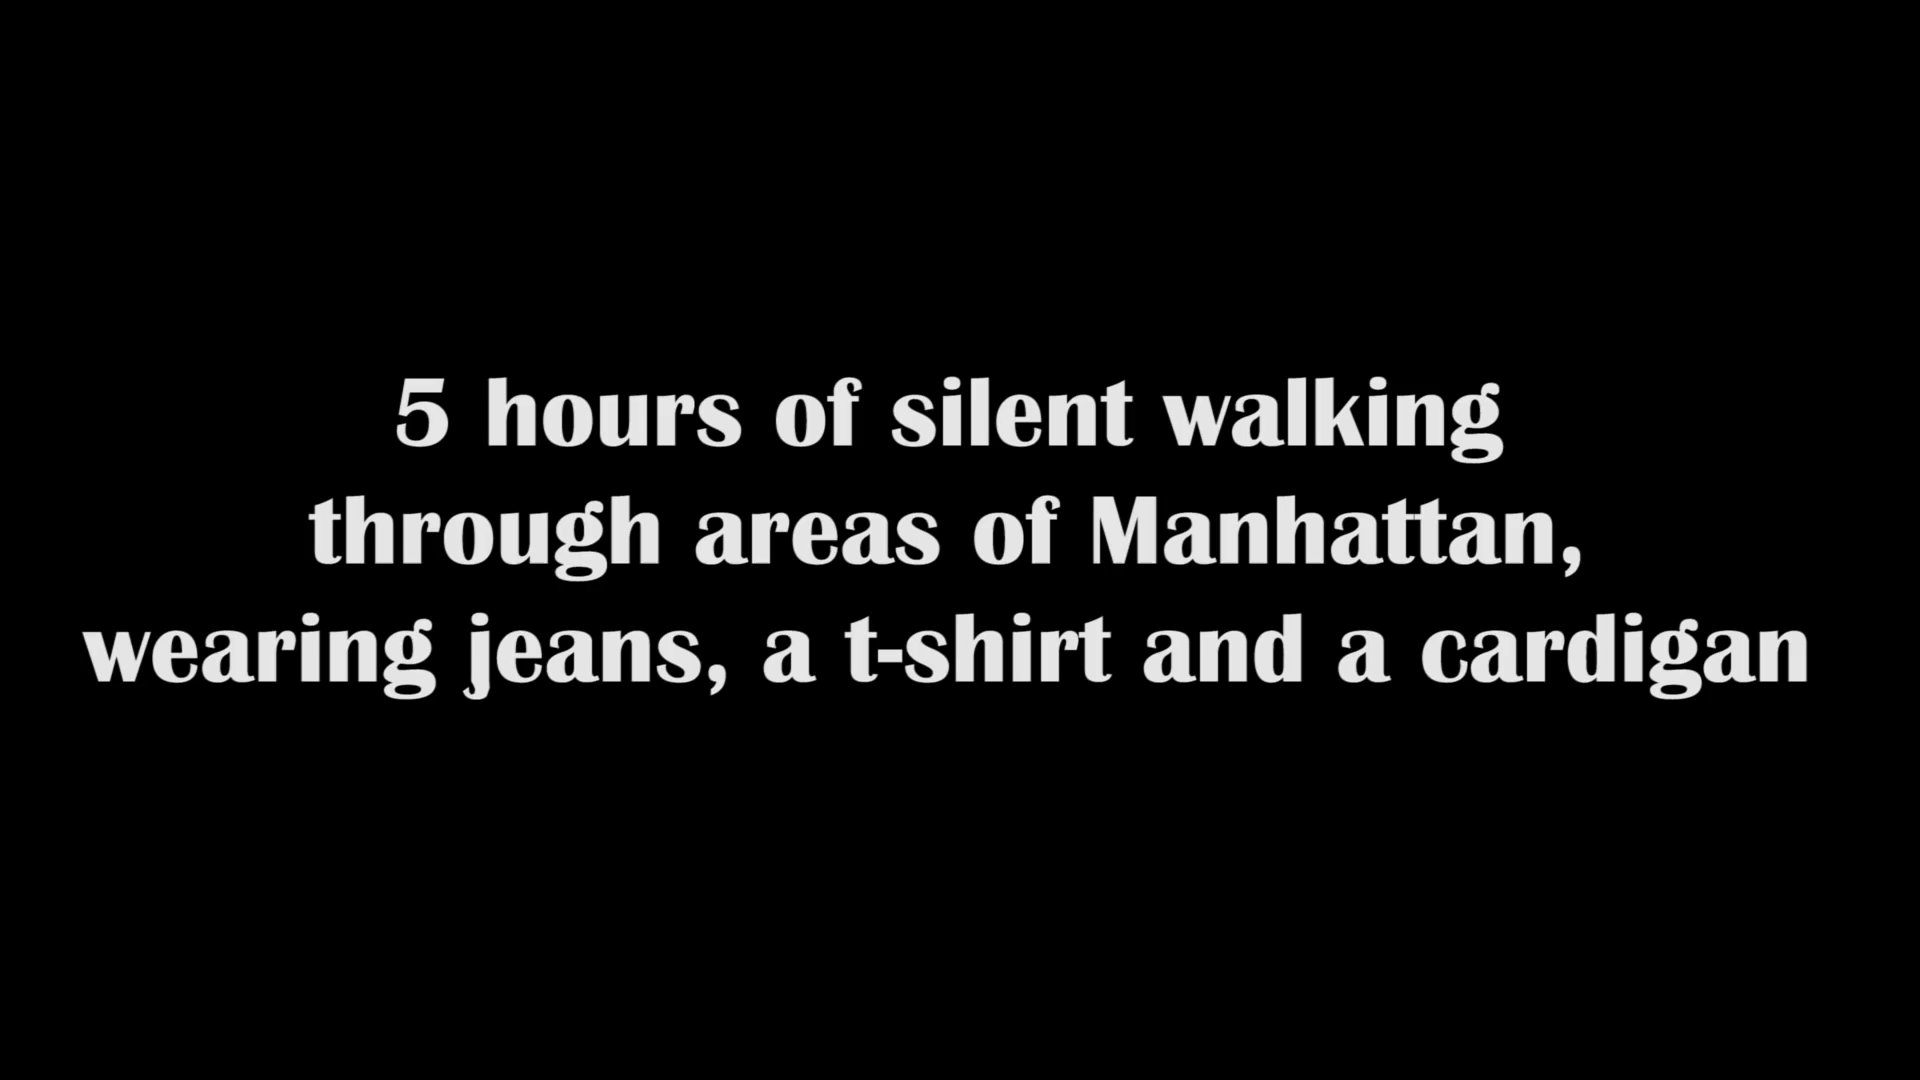 5 hours of silent walking
through areas of Manhattan,
wearing jeans, a t-shirt and a cardigan